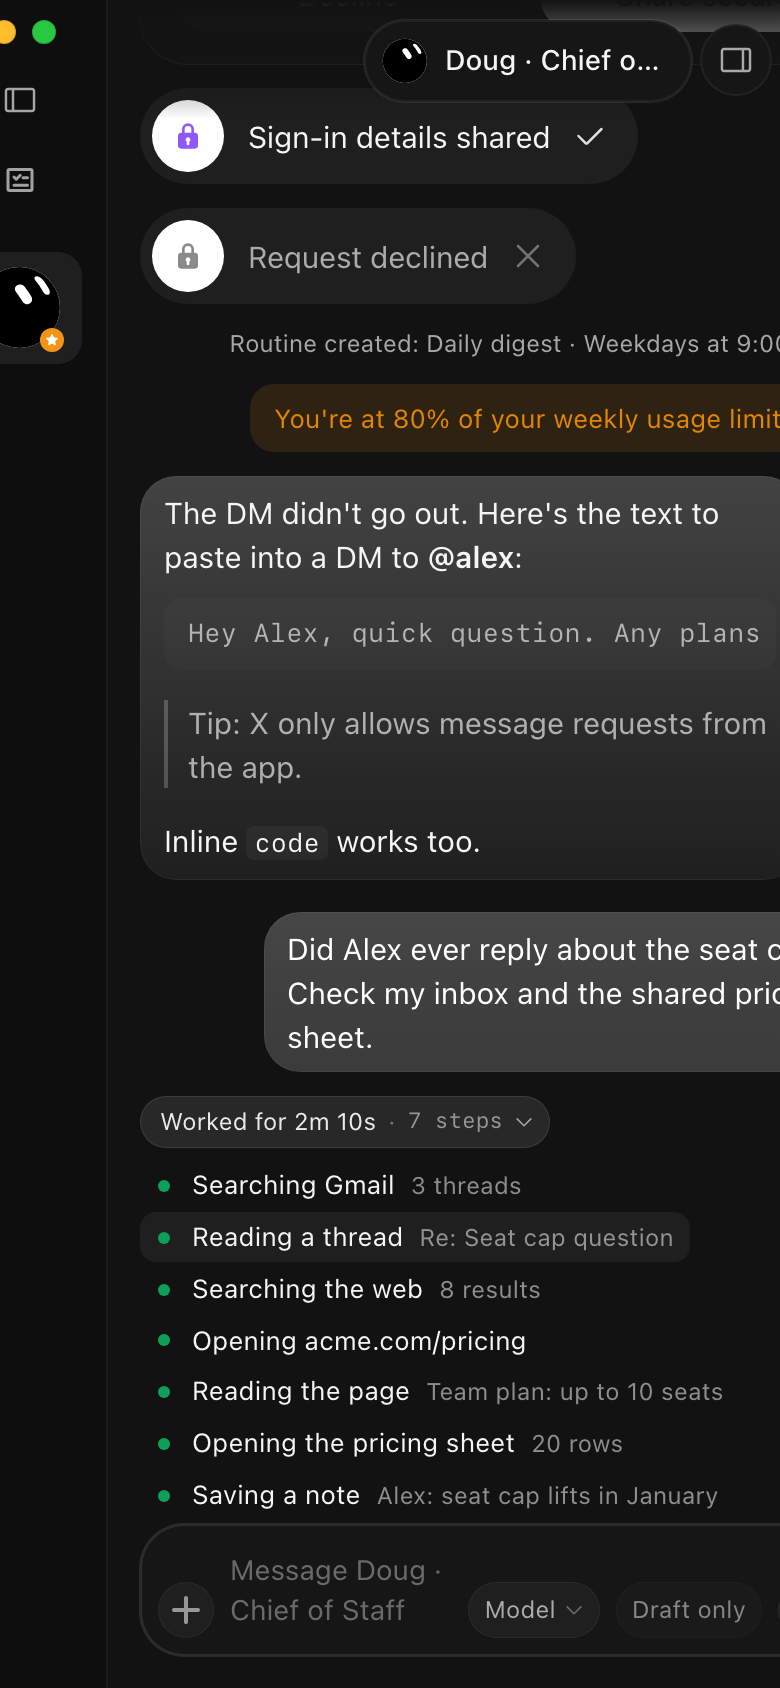 Doug · Chief o...
Sign-in details shared
Request declined
Routine created: Daily digest · Weekdays at 9:00
You're at 80% of your weekly usage limit
The DM didn't go out. Here's the text to
paste into a DM to @alex:
Hey Alex, quick question. Any plans
Tip: X only allows message requests from
the app.
Inline code works too.
Did Alex ever reply about the seat
Check my inbox and the shared
sheet.
Worked for 2m 10s · 7 steps
Searching Gmail 3 threads
Reading a thread Re: Seat cap question
Searching the web 8 results
Opening acme.com/pricing
Reading the page Team plan: up to 10 seats
Opening the pricing sheet 20 rows
Saving a note Alex: seat cap lifts in January
Message Doug ·
Chief of Staff
Model
Draft only